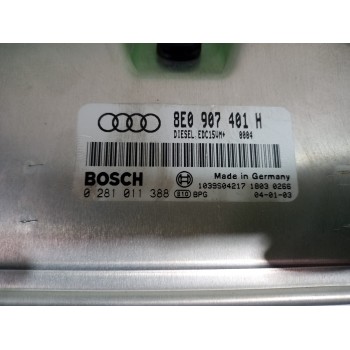 8E0 907 401 H
DIESEL EDC15VM+ 0004
BOSCH
Made in Germany
0 281 011 388
1039S04217 1803 0266
BPG
04-01-03